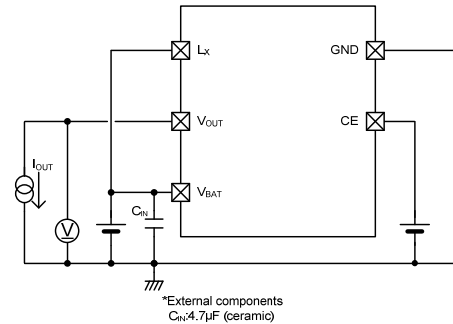 Lx
GND
VOUT
CE
IOUT
VBAT
CIN
V
*External components
CIN:4.7µF (ceramic)